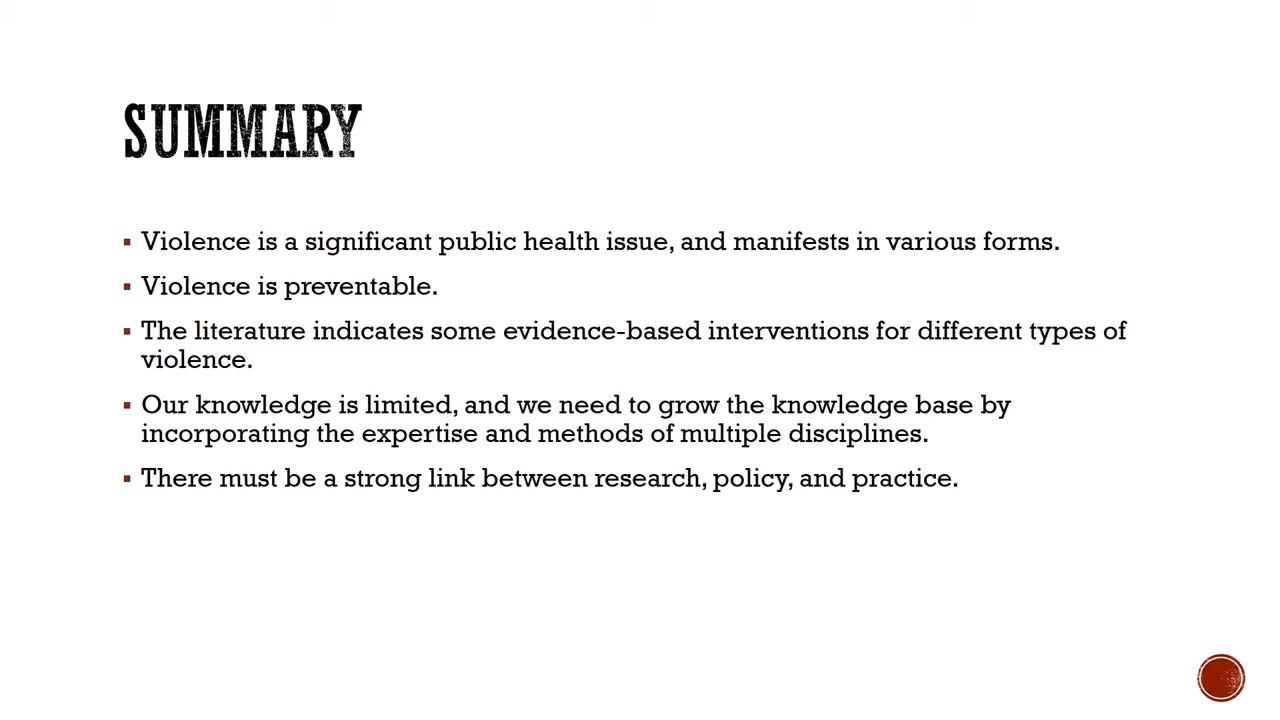 SUMMARY
▪ Violence is a significant public health issue, and manifests in various forms.
▪ Violence is preventable.
▪ The literature indicates some evidence-based interventions for different types of
violence.
▪ Our knowledge is limited, and we need to grow the knowledge base by
incorporating the expertise and methods of multiple disciplines.
▪ There must be a strong link between research, policy, and practice.